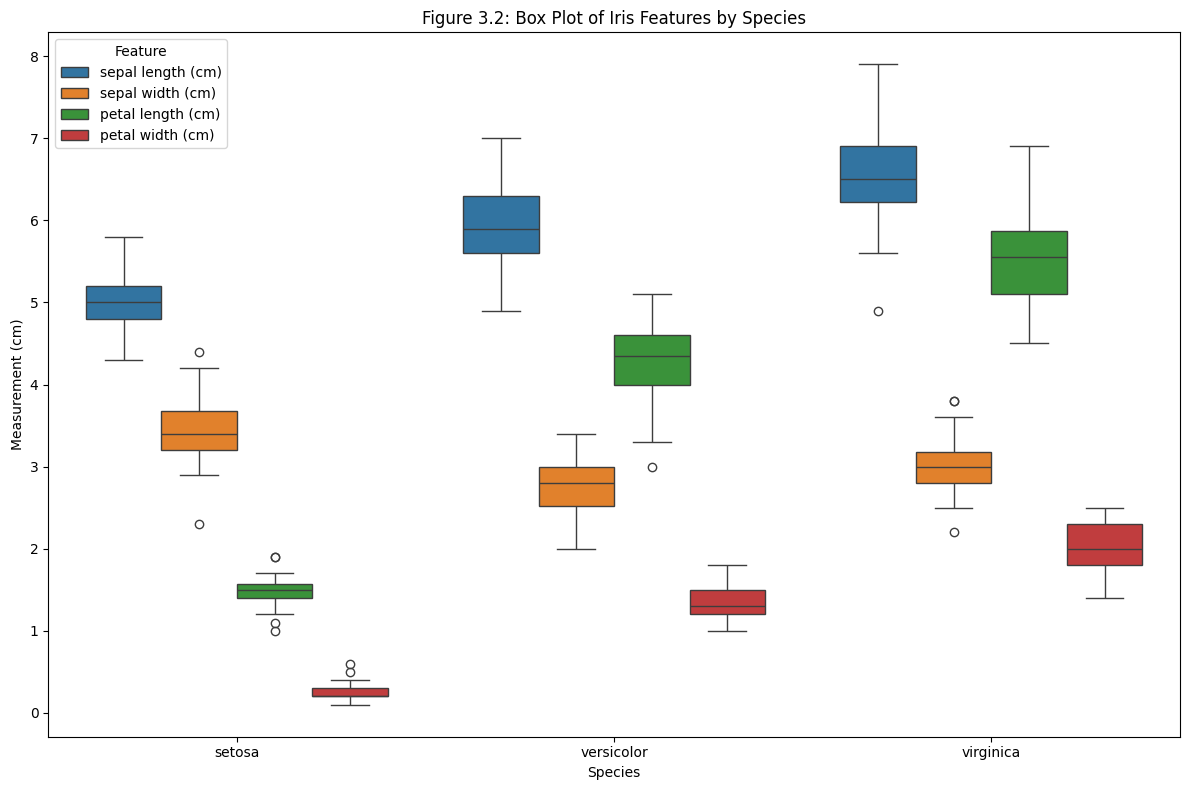 Figure 3.2: Box Plot of Iris Features by Species
Feature
sepal length (cm)
sepal width (cm)
petal length (cm)
petal width (cm)
Measurement (cm)
8
7
6
5
4
3
2
1
0
setosa versicolor virginica
Species